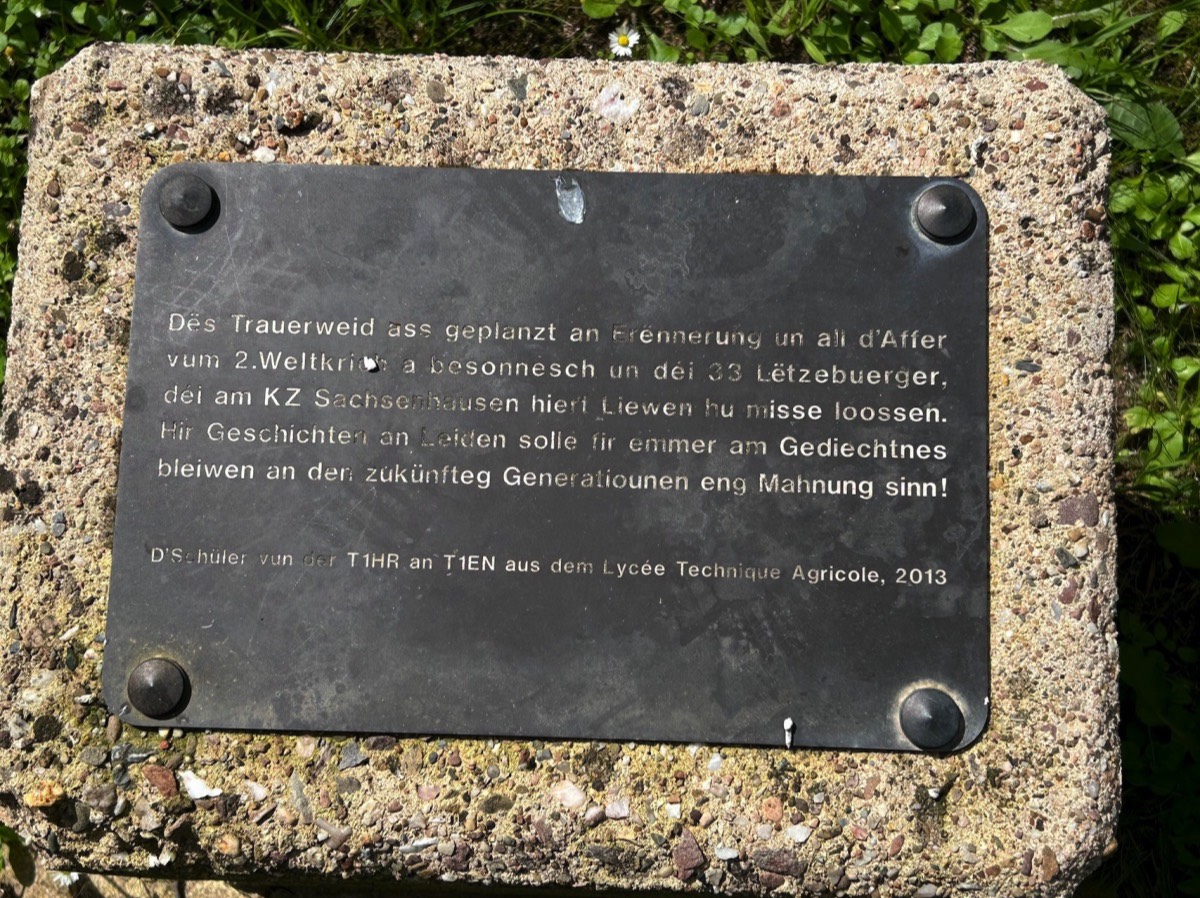 Dës Trauerweid ass geplanzt an Erënnerung un all d'Affer
vum 2.Weltkrich a besonnesch un déi 33 Lëtzebuerger,
déi am KZ Sachsenhausen hiert Liewen hu misse loossen.
Hir Geschichten an Leiden solle fir emmer am Gediechtnes
bleiwen an den zukünfteg Generatiounen eng Mahnung sinn!
D'Schüler vun der T1HR an T1EN aus dem Lycée Technique Agricole, 2013